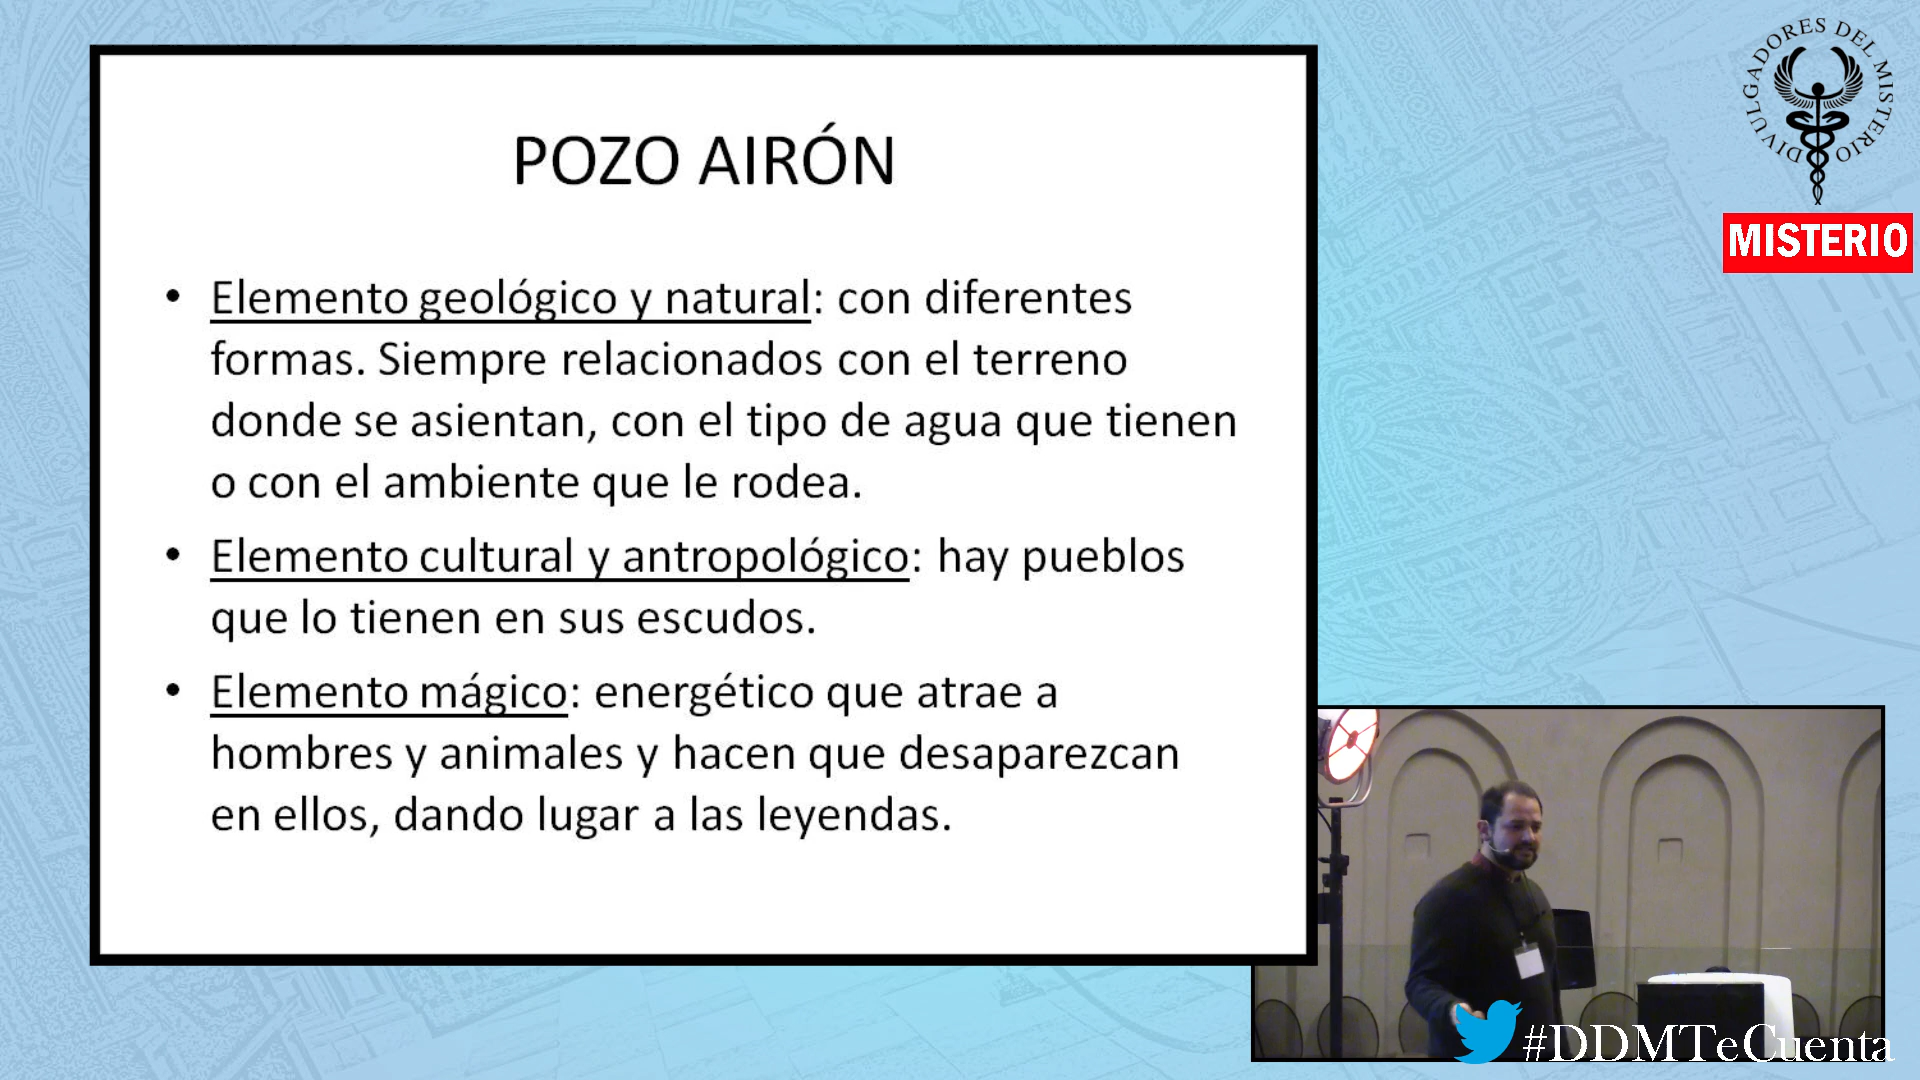 POZO AIRÓN
• Elemento geológico y natural: con diferentes
formas. Siempre relacionados con el terreno
donde se asientan, con el tipo de agua que tienen
o con el ambiente que le rodea.
• Elemento cultural y antropológico: hay pueblos
que lo tienen en sus escudos.
• Elemento mágico: energético que atrae a
hombres y animales y hacen que desaparezcan
en ellos, dando lugar a las leyendas.
DIVULGADORES DEL MISTERIO
MISTERIO
#DDMTeCuenta